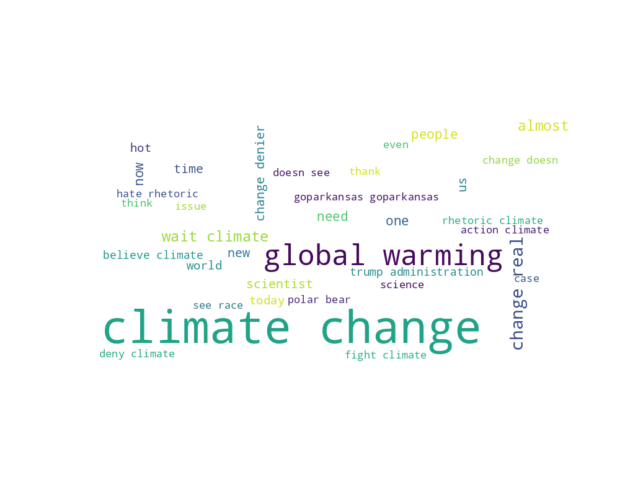 almost
people
even
hot
change denier
change doesn
time
doesn see
thank
now
us
hate rhetoric
goparkansas goparkansas
think
issue
need
one
rhetoric climate
action climate
wait climate
global warming
change real
believe climate
new
world
trump administration
case
scientist
science
today
polar bear
see race
climate change
deny climate
fight climate